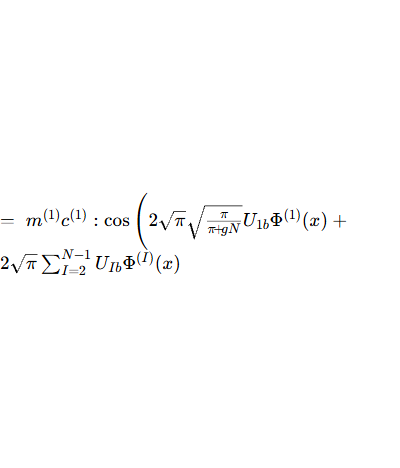 = m^{(1)}c^{(1)} : \cos \left( 2\sqrt{\pi} \sqrt{\frac{\pi}{\pi+gN}} U_{1b} \Phi^{(1)}(x) +
2\sqrt{\pi} \sum_{I=2}^{N-1} U_{Ib} \Phi^{(I)}(x)